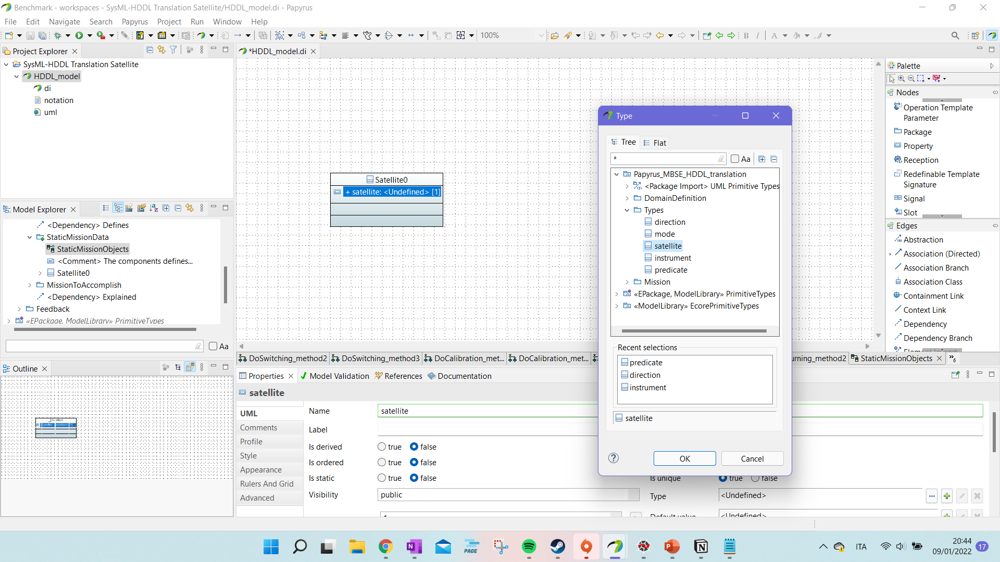 Benchmark - workspaces - SysML-HDDL Translation Satellite/HDDL_model.di - Papyrus
File Edit Navigate Search Papyrus Project Run Window Help
100%
B I A
Project Explorer
SysML-HDDL Translation Satellite
HDDL_model
di
notation
uml
Model Explorer
<Dependency> Defines
StaticMissionData
StaticMissionObjects
<Comment> The components defines...
Satellite0
MissionToAccomplish
<Dependency> Explained
Feedback
«EPackage, ModelLibrary» PrimitiveTypes
Aa
Outline
*HDDL_model.di
Satellite0
+ satellite: <Undefined> [1]
Type
Tree Flat
*
Aa
Papyrus_MBSE_HDDL_translation
<Package Import> UML Primitive Types
DomainDefinition
Types
direction
mode
satellite
instrument
predicate
Mission
«EPackage, ModelLibrary» PrimitiveTypes
«ModelLibrary» EcorePrimitiveTypes
Recent selections
predicate
direction
instrument
satellite
OK Cancel
Palette
Nodes
Operation Template
Parameter
Package
Property
Reception
Redefinable Template
Signature
Signal
Slot
Edges
Abstraction
Association (Directed)
Association Branch
Association Class
Containment Link
Context Link
Dependency
Dependency Branch
DoSwitching_method2 DoSwitching_method3 DoCalibration_met... DoCalibration_met... urning_method2 StaticMissionObjects »6
Properties Model Validation References Documentation
satellite
UML
Comments
Profile
Style
Appearance
Rulers And Grid
Advanced
Name satellite
Label
Is derived true false
Is ordered true false
Is static true false
Is unique true false
Visibility public
Type <Undefined>
Default value <Undefined>
PAGE
ITA
20:44
09/01/2022
17